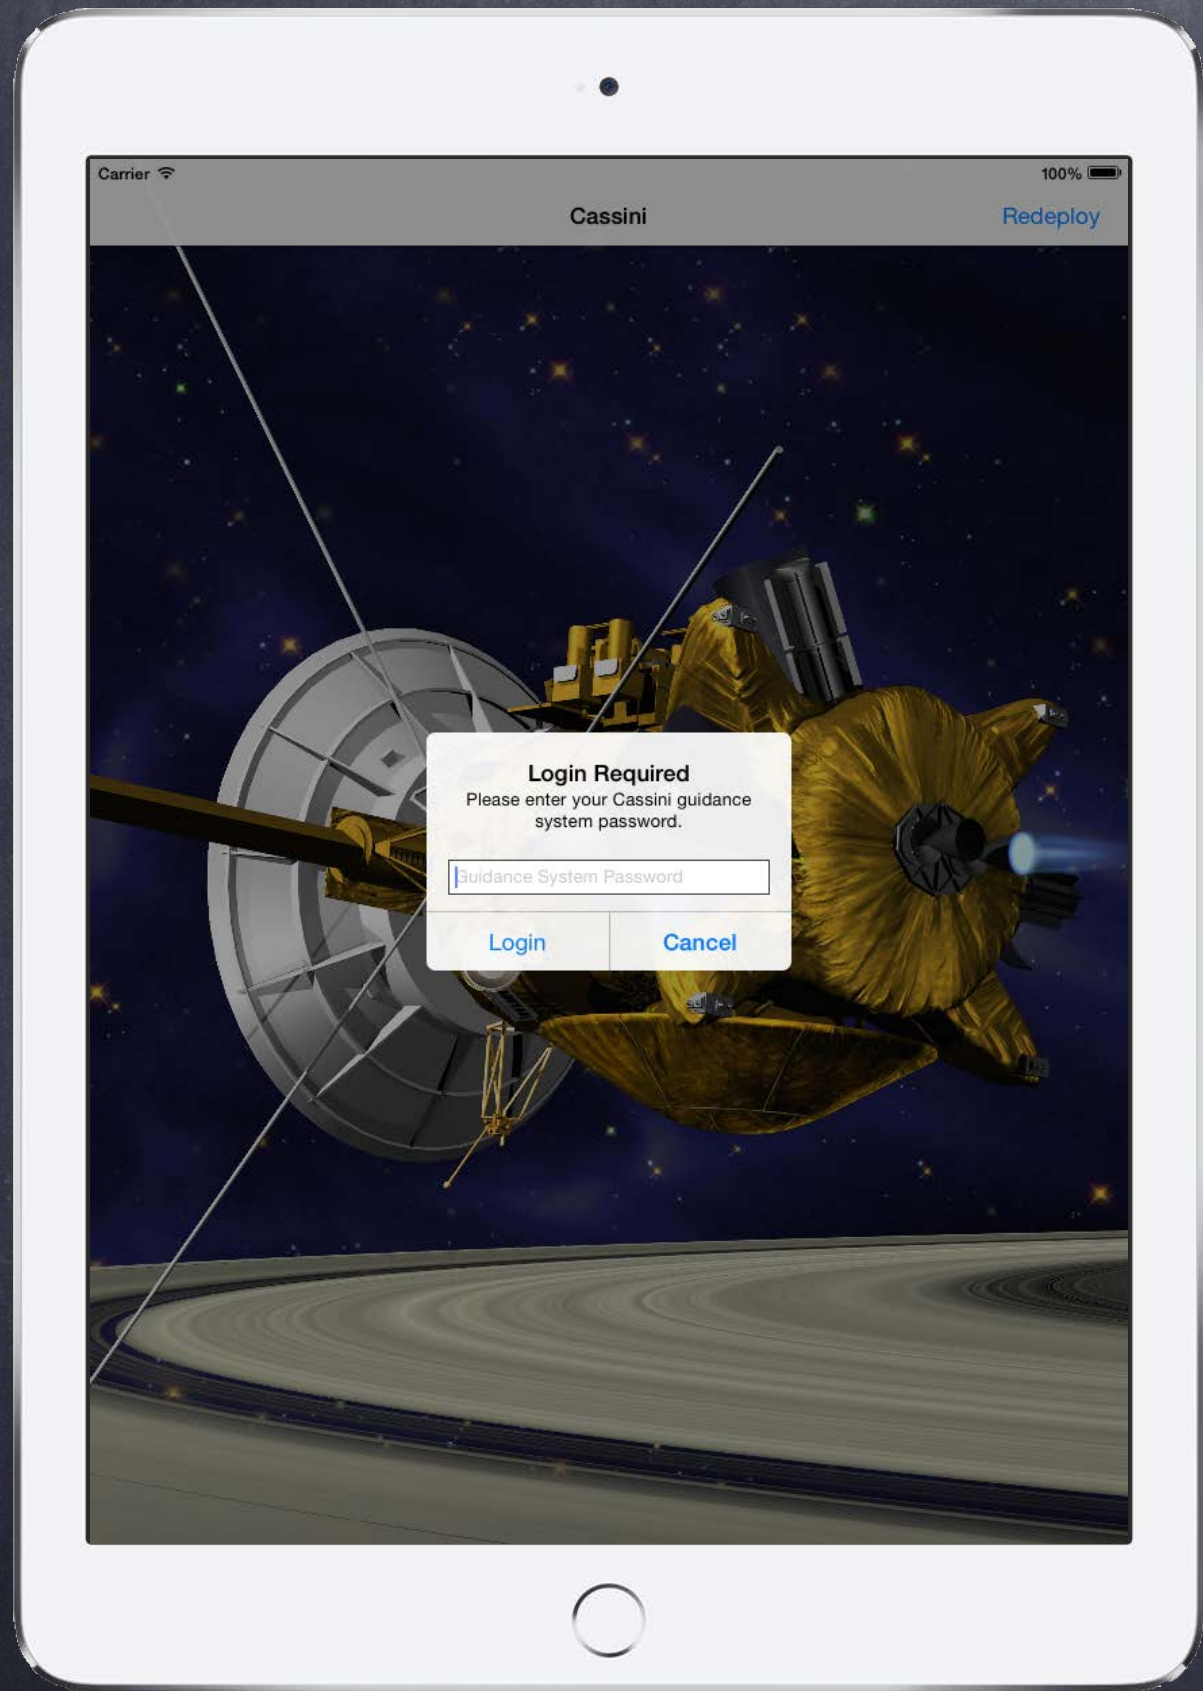 Carrier
100%
Cassini
Redeploy
Login Required
Please enter your Cassini guidance
system password.
Guidance System Password
Login
Cancel